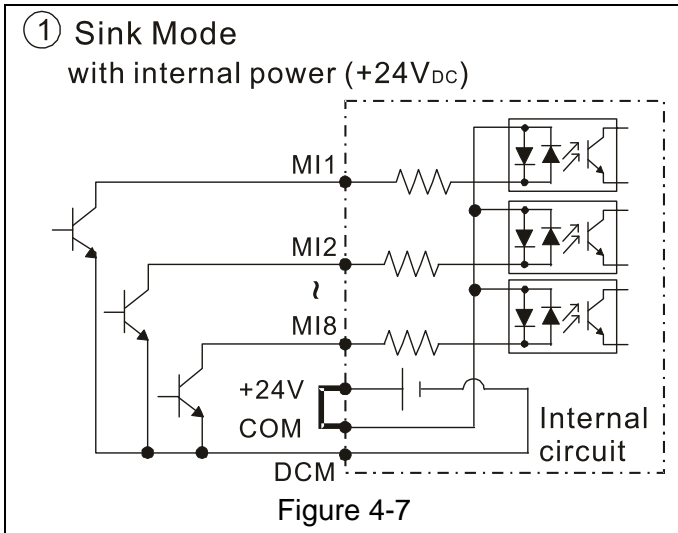 ① Sink Mode
with internal power (+24VDC)
MI1
MI2
~
MI8
+24V
COM
DCM
Internal
circuit
Figure 4-7